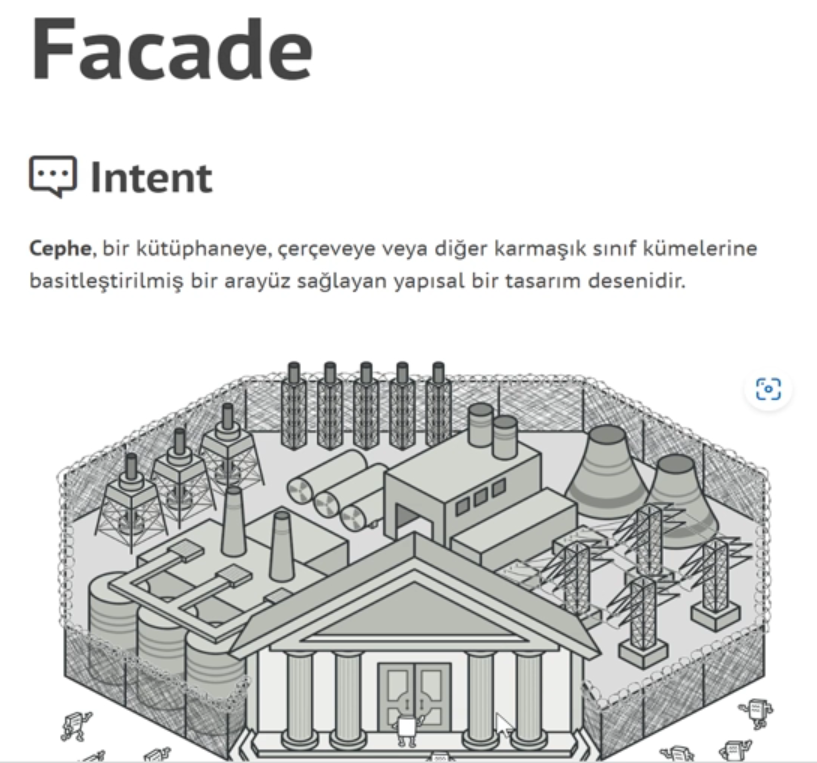 Facade
Intent
Cephe, bir kütüphaneye, çerçeveye veya diğer karmaşık sınıf kümelerine
basitleştirilmiş bir arayüz sağlayan yapısal bir tasarım desenidir.